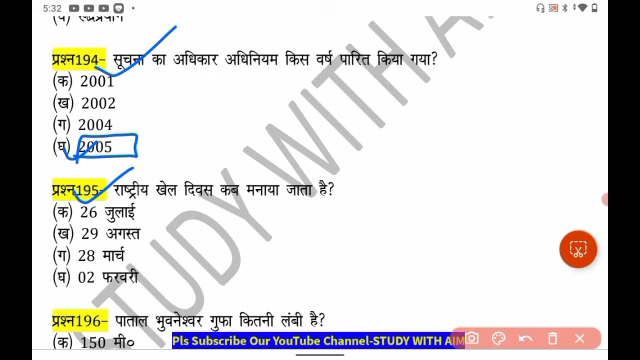 5:32
प्रश्न194- सूचना का अधिकार अधिनियम किस वर्ष पारित किया गया?
(क) 2001
(ख) 2002
(ग) 2004
(घ) 2005
प्रश्न195- राष्ट्रीय खेल दिवस कब मनाया जाता है?
(क) 26 जुलाई
(ख) 29 अगस्त
(ग) 28 मार्च
(घ) 02 फरवरी
प्रश्न196- पाताल भुवनेश्वर गुफा कितनी लंबी है?
(क) 150 मी०
Pls Subscribe Our YouTube Channel-STUDY WITH AIM
STUDY WITH A